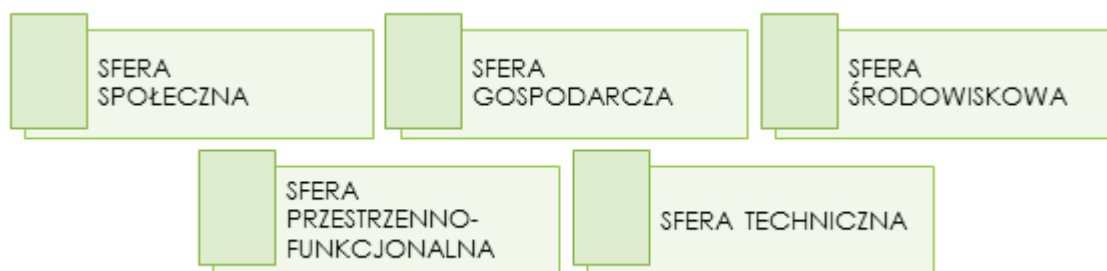 SFERA
SPOŁECZNA
SFERA
GOSPODARCZA
SFERA
ŚRODOWISKOWA
SFERA
PRZESTRZENNO-
FUNKCJONALNA
SFERA TECHNICZNA